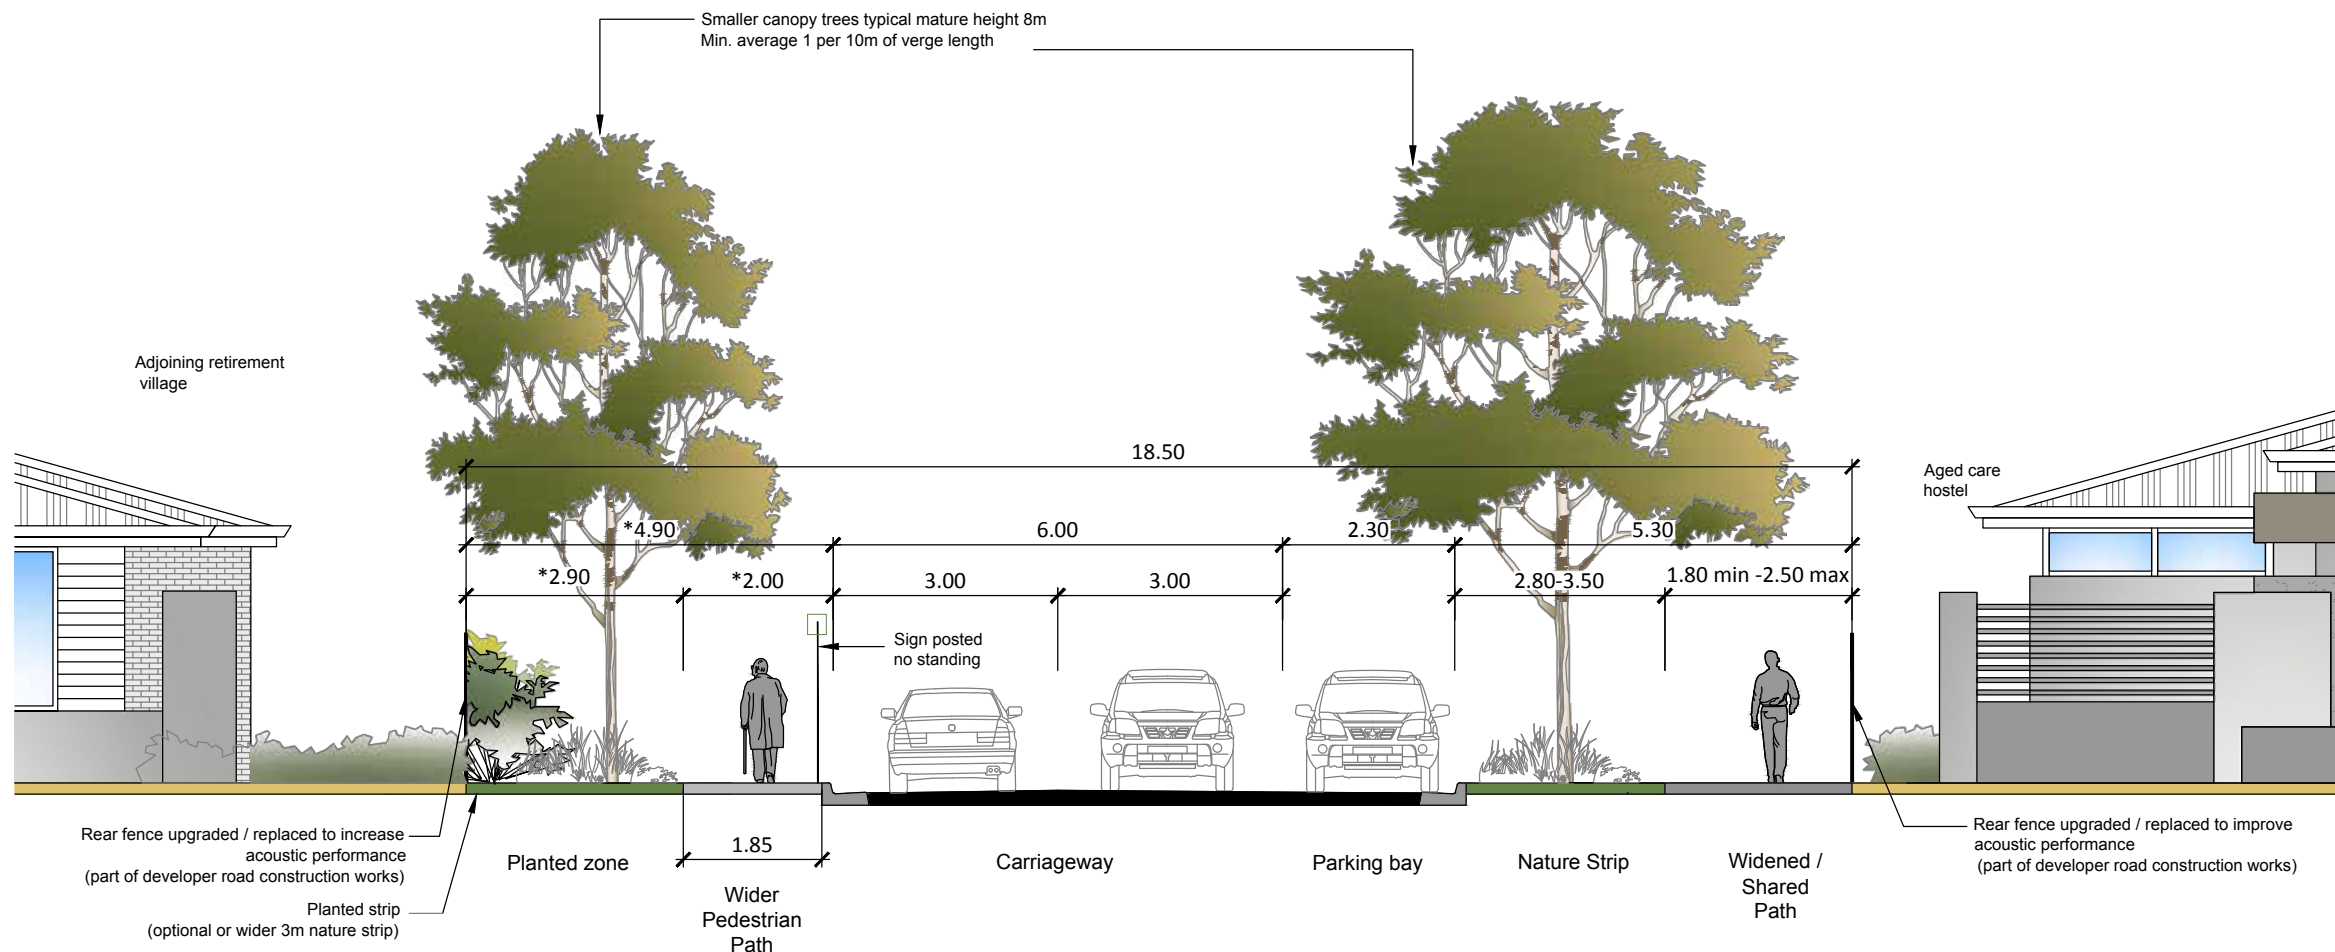 Smaller canopy trees typical mature height 8m
Min. average 1 per 10m of verge length
Adjoining retirement
village
18.50
Aged care
hostel
*4.90
6.00
2.30
5.30
*2.90
*2.00
3.00
3.00
2.80-3.50
1.80 min -2.50 max
Sign posted
no standing
Rear fence upgraded / replaced to increase
acoustic performance
(part of developer road construction works)
Planted strip
(optional or wider 3m nature strip)
Planted zone
1.85
Wider
Pedestrian
Path
Carriageway
Parking bay
Nature Strip
Widened /
Shared
Path
Rear fence upgraded / replaced to improve
acoustic performance
(part of developer road construction works)